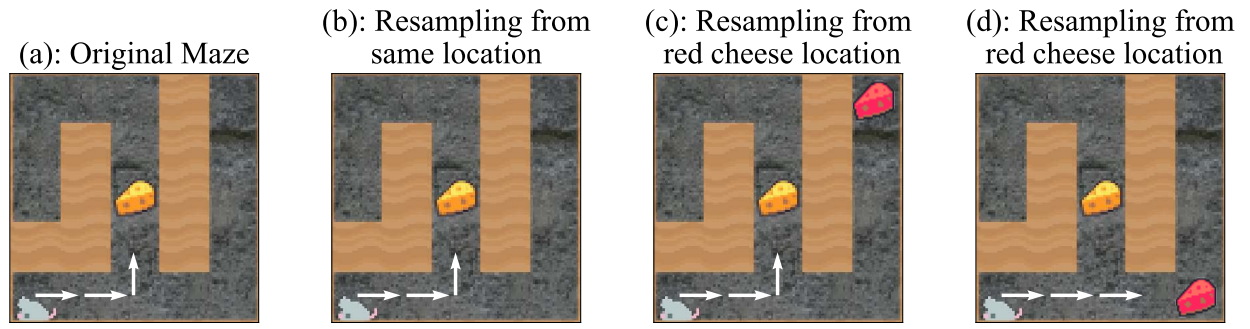 (a): Original Maze
(b): Resampling from
same location
(c): Resampling from
red cheese location
(d): Resampling from
red cheese location